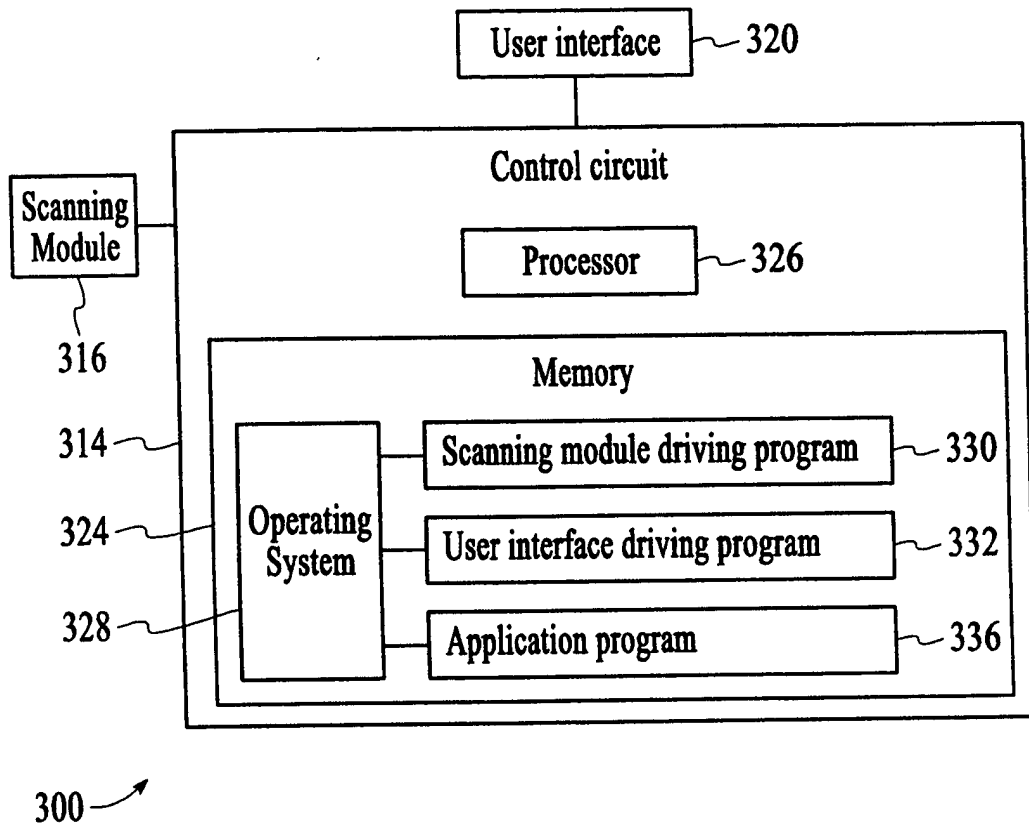 User interface
320
Control circuit
Scanning
Module
316
Processor
326
Memory
314
Scanning module driving program
330
324
Operating
System
User interface driving program
332
328
Application program
336
300